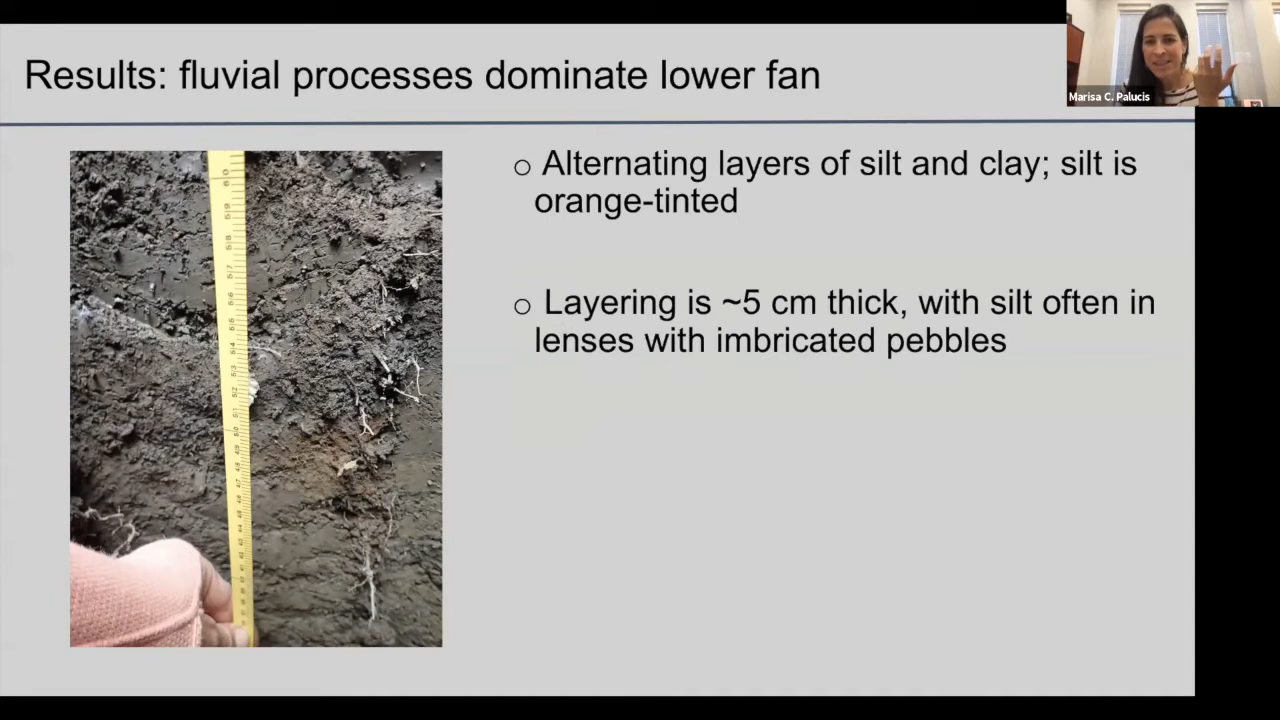 Results: fluvial processes dominate lower fan
Marisa C. Palucis
○ Alternating layers of silt and clay; silt is
orange-tinted
○ Layering is ~5 cm thick, with silt often in
lenses with imbricated pebbles